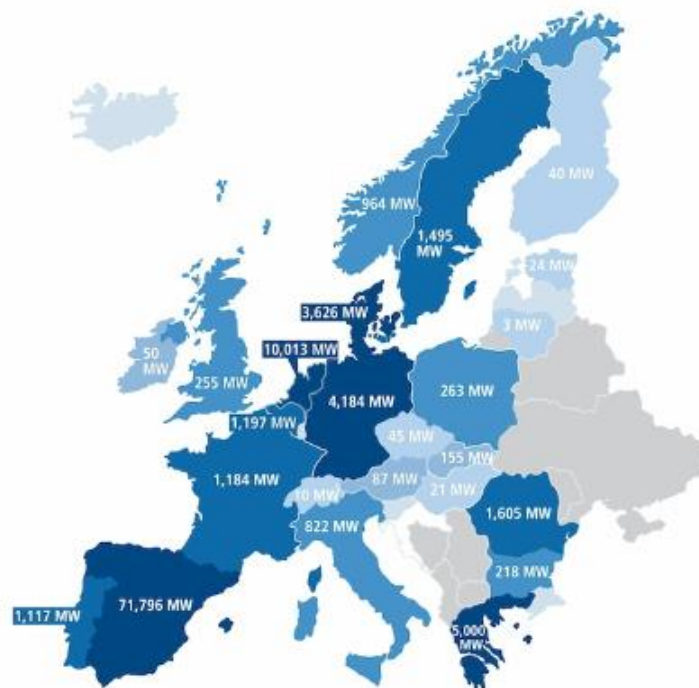 40 MW
964 MW
1,495
MW
24 MW
3 MW
3,626 MW
10,013 MW
50
MW
255 MW
4,184 MW
263 MW
1,197 MW
45 MW
155 MW
1,184 MW
87 MW
21 MW
10 MW
822 MW
1,605 MW
218 MW
1,117 MW
71,796 MW
5,000
MW